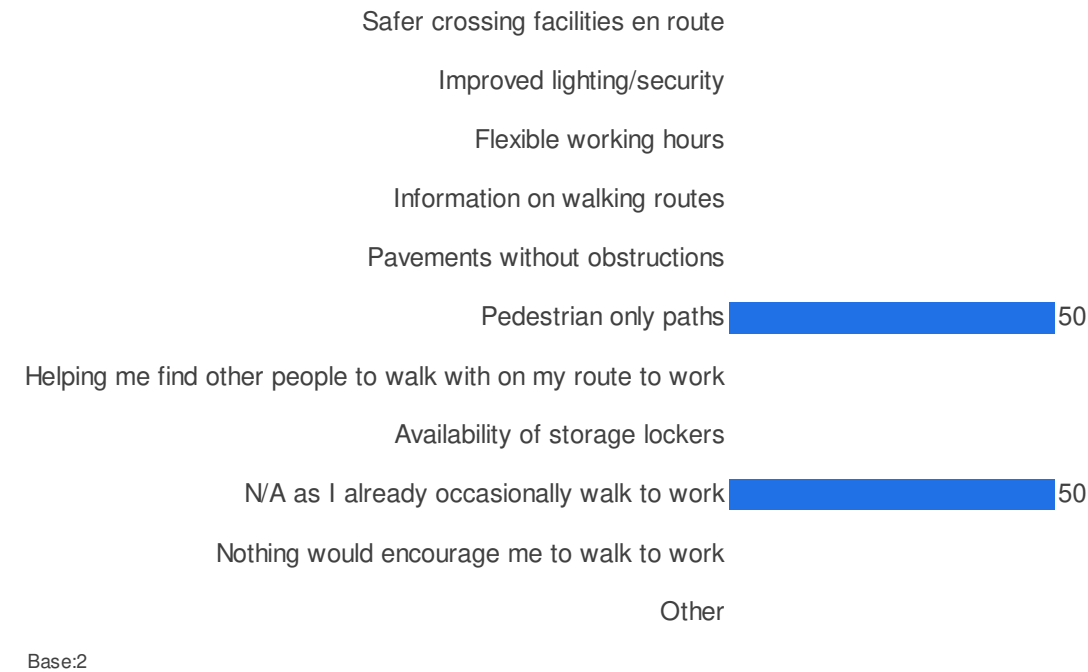 Safer crossing facilities en route
Improved lighting/security
Flexible working hours
Information on walking routes
Pavements without obstructions
Pedestrian only paths 50
Helping me find other people to walk with on my route to work
Availability of storage lockers
N/A as I already occasionally walk to work 50
Nothing would encourage me to walk to work
Other
Base:2